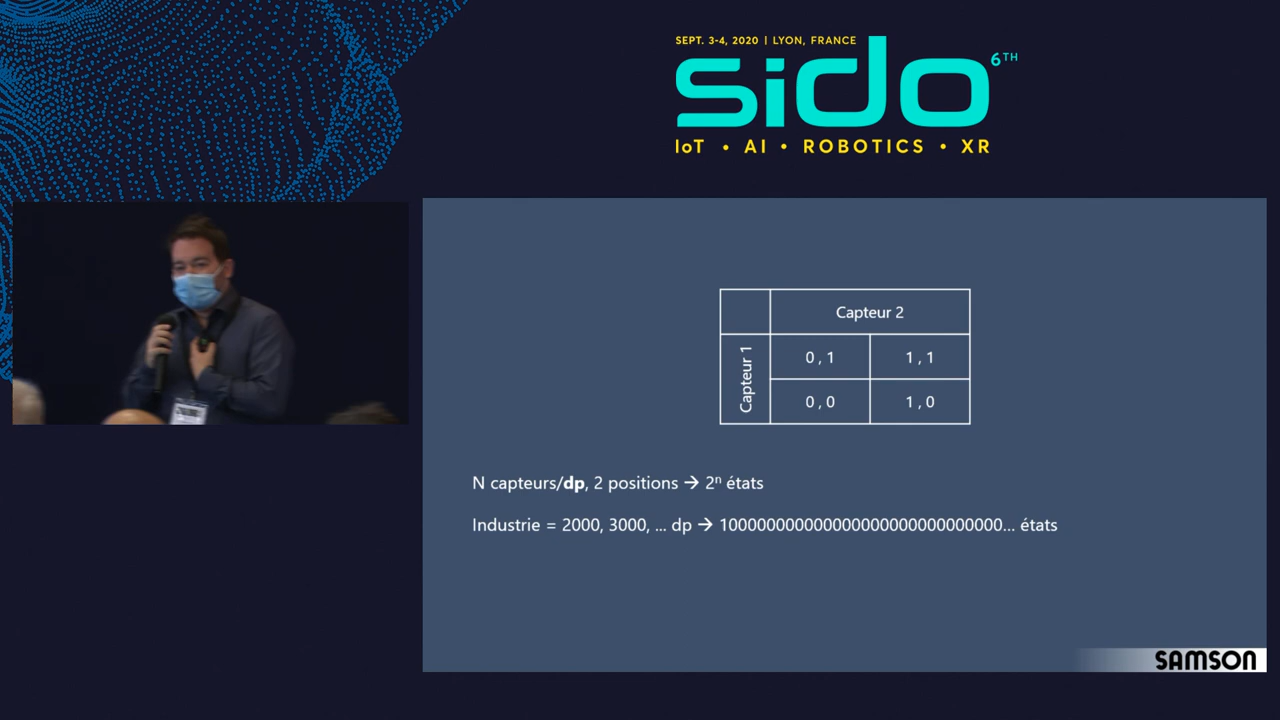 SEPT. 3-4, 2020 | LYON, FRANCE
sido 6TH
IoT • AI • ROBOTICS • XR
Capteur 2
Capteur 1
0 , 1
1 , 1
0 , 0
1 , 0
N capteurs/dp, 2 positions → 2ⁿ états
Industrie = 2000, 3000, ... dp → 100000000000000000000000000000... états
SAMSON